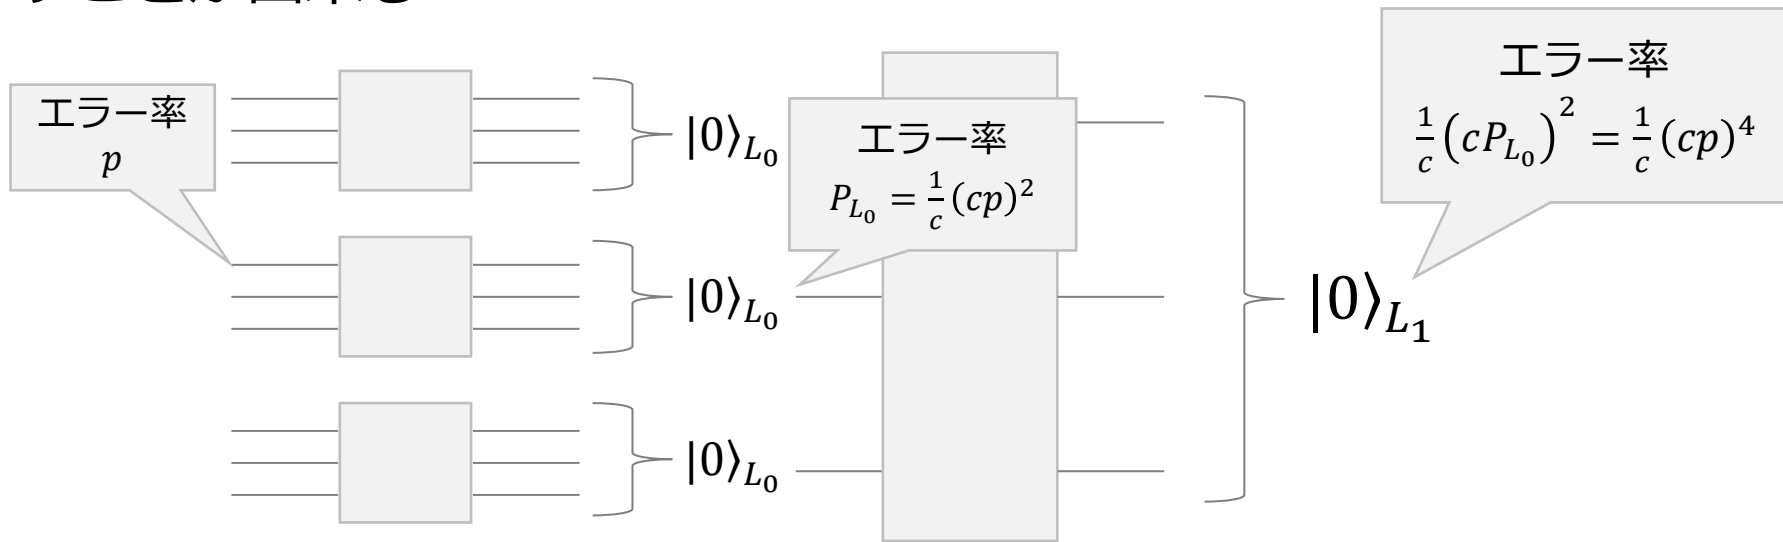 エラー率
p
|0⟩_{L_0}
エラー率
P_{L_0} = \frac{1}{c}(cp)^2
エラー率
\frac{1}{c}(cP_{L_0})^2 = \frac{1}{c}(cp)^4
|0⟩_{L_0}
|0⟩_{L_1}
|0⟩_{L_0}